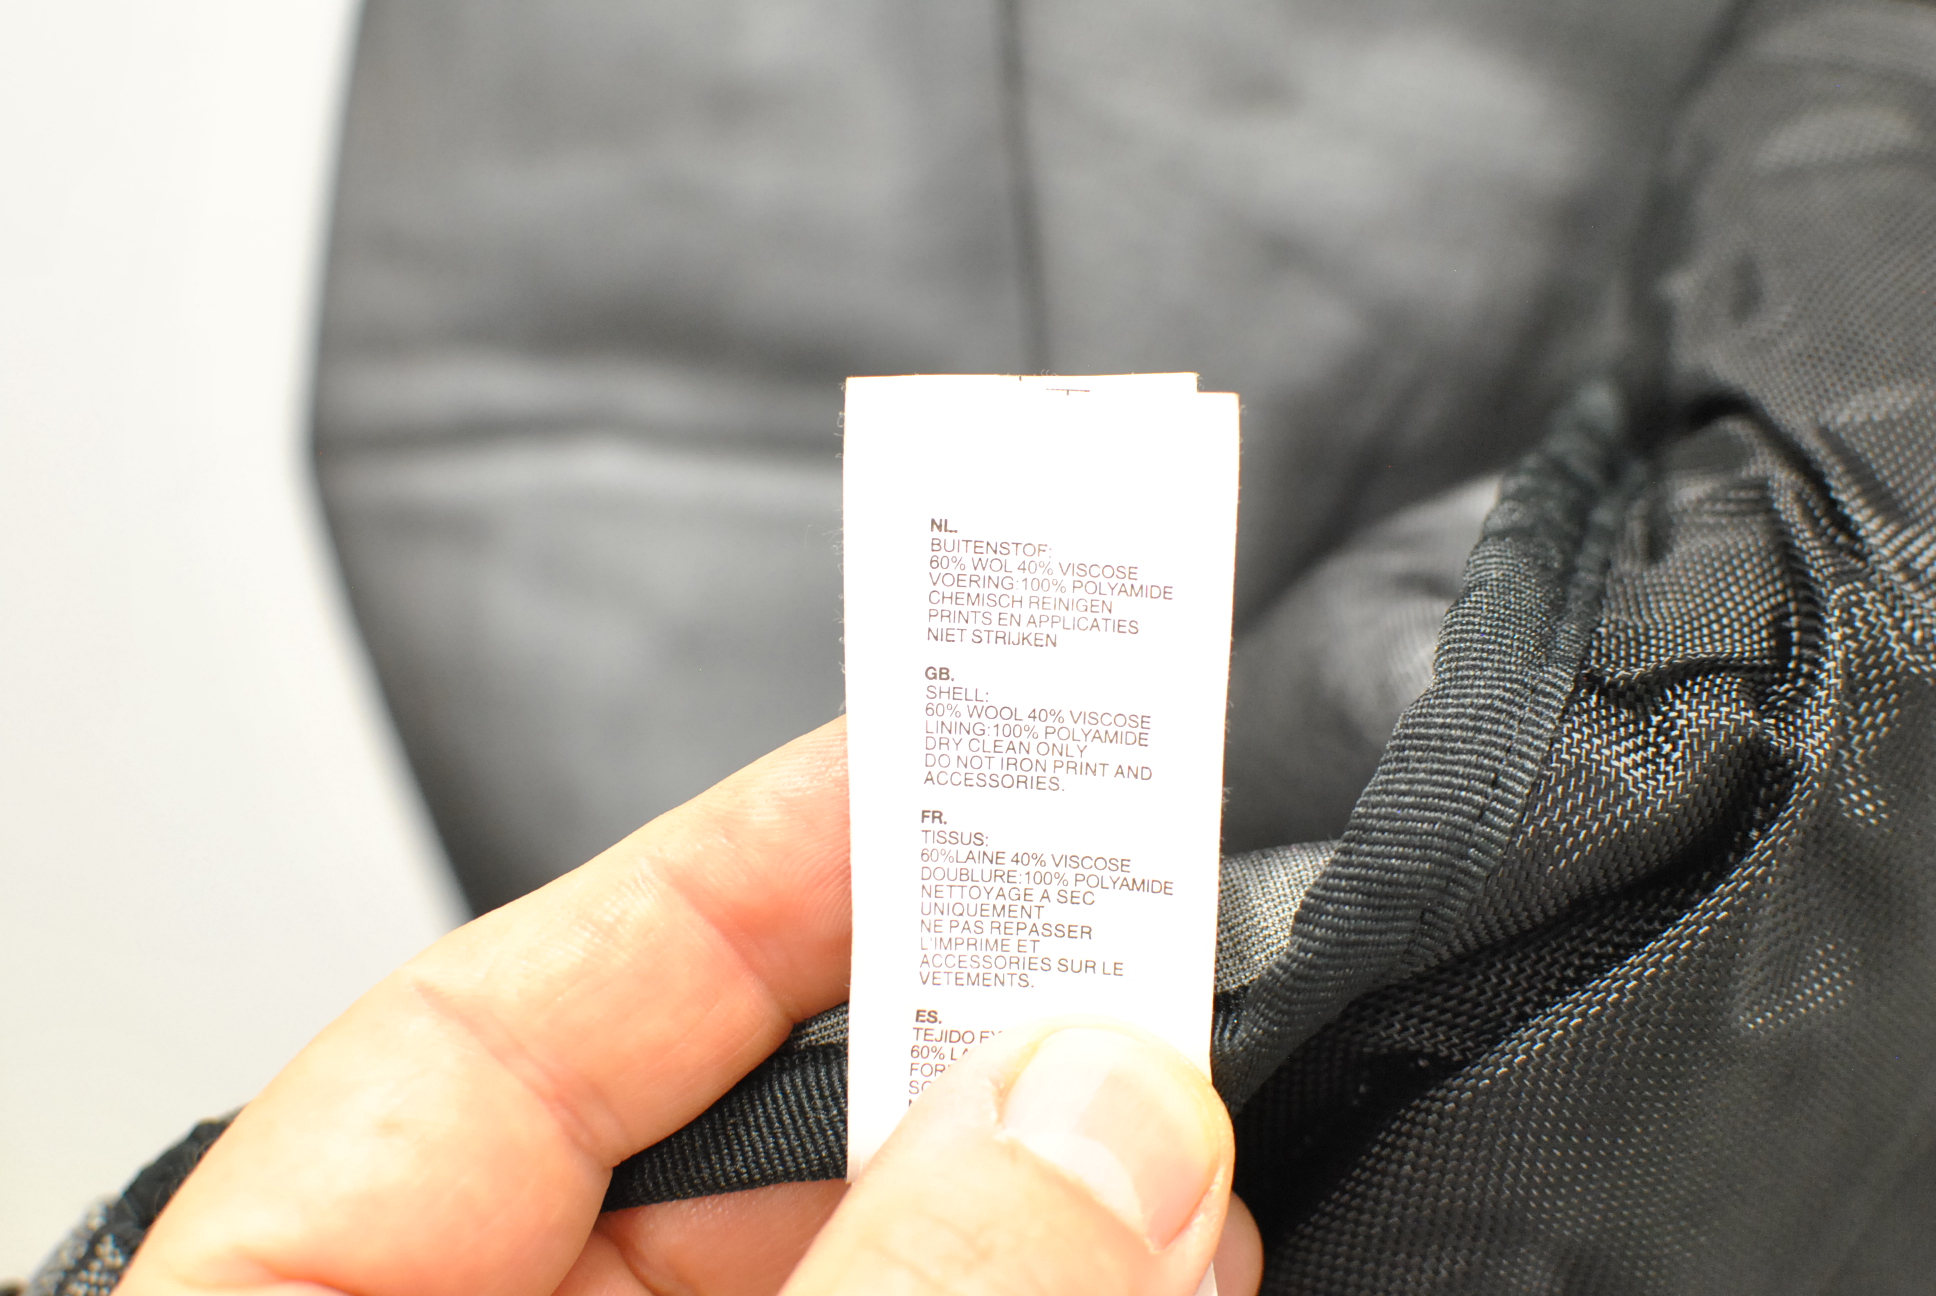 NL.
BUITENSTOF:
60% WOL 40% VISCOSE
VOERING:100% POLYAMIDE
CHEMISCH REINIGEN
PRINTS EN APPLICATIES
NIET STRIJKEN
GB.
SHELL:
60% WOOL 40% VISCOSE
LINING:100% POLYAMIDE
DRY CLEAN ONLY
DO NOT IRON PRINT AND
ACCESSORIES.
FR.
TISSUS:
60%LAINE 40% VISCOSE
DOUBLURE:100% POLYAMIDE
NETTOYAGE A SEC
UNIQUEMENT
NE PAS REPASSER
L'IMPRIME ET
ACCESSORIES SUR LE
VETEMENTS.
ES.
TEJIDO
60%